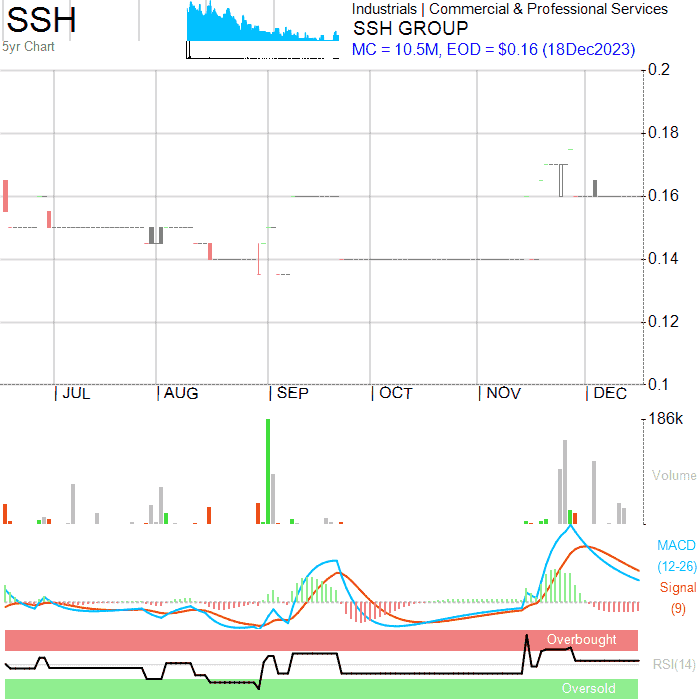 SSH
5yr Chart
Industrials | Commercial & Professional Services
SSH GROUP
MC = 10.5M, EOD = $0.16 (18Dec2023)
0.2
0.18
0.16
0.14
0.12
0.1
JUL
AUG
SEP
OCT
NOV
DEC
186k
Volume
MACD
(12-26)
Signal
(9)
Overbought
RSI(14)
Oversold